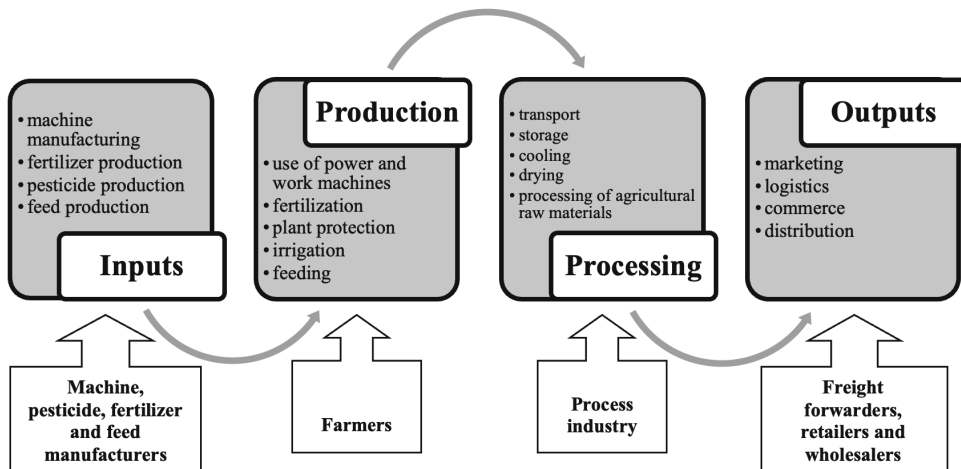 • machine
manufacturing
• fertilizer production
• pesticide production
• feed production
Inputs
Production
• use of power and
work machines
• fertilization
• plant protection
• irrigation
• feeding
• transport
• storage
• cooling
• drying
• processing of agricultural
raw materials
Processing
Outputs
• marketing
• logistics
• commerce
• distribution
Machine,
pesticide, fertilizer
and feed
manufacturers
Farmers
Process
industry
Freight
forwarders,
retailers and
wholesalers